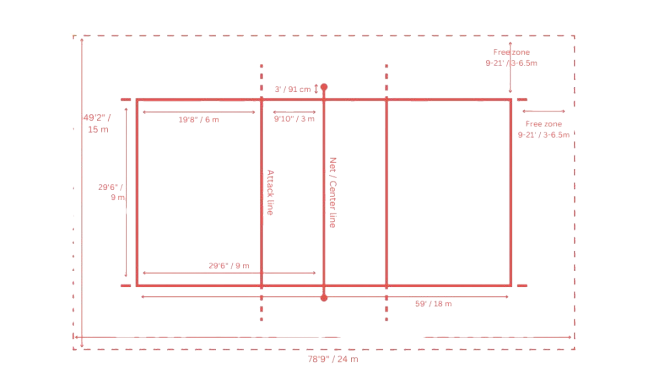 Free zone
9-21' / 3-6.5m
3' / 91 cm
49'2" /
15 m
19'8" / 6 m
9'10" / 3 m
Free zone
9-21' / 3-6.5m
Attack line
Net / Center line
29'6" /
9 m
29'6" / 9 m
59' / 18 m
78'9" / 24 m